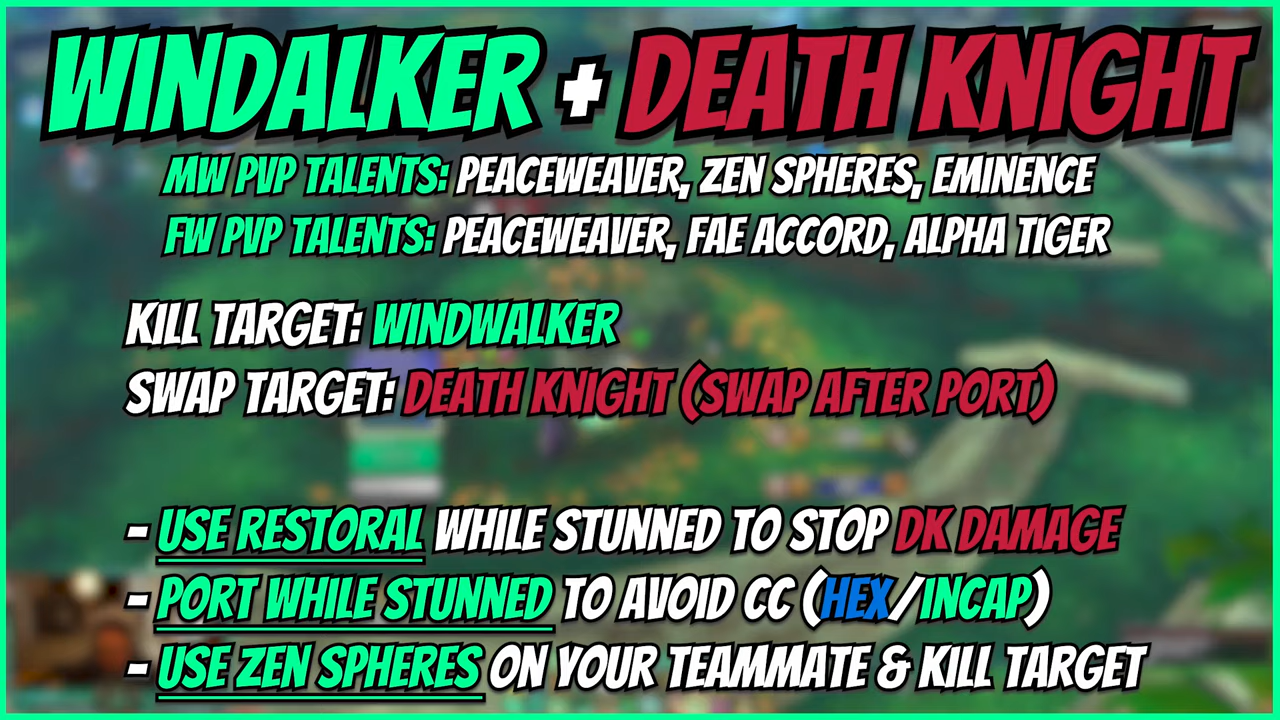 WINDALKER + DEATH KNIGHT
MW PVP TALENTS: PEACEWEAVER, ZEN SPHERES, EMINENCE
FW PVP TALENTS: PEACEWEAVER, FAE ACCORD, ALPHA TIGER
KILL TARGET: WINDWALKER
SWAP TARGET: DEATH KNIGHT (SWAP AFTER PORT)
- USE RESTORAL WHILE STUNNED TO STOP DK DAMAGE
- PORT WHILE STUNNED TO AVOID CC (HEX/INCAP)
- USE ZEN SPHERES ON YOUR TEAMMATE & KILL TARGET